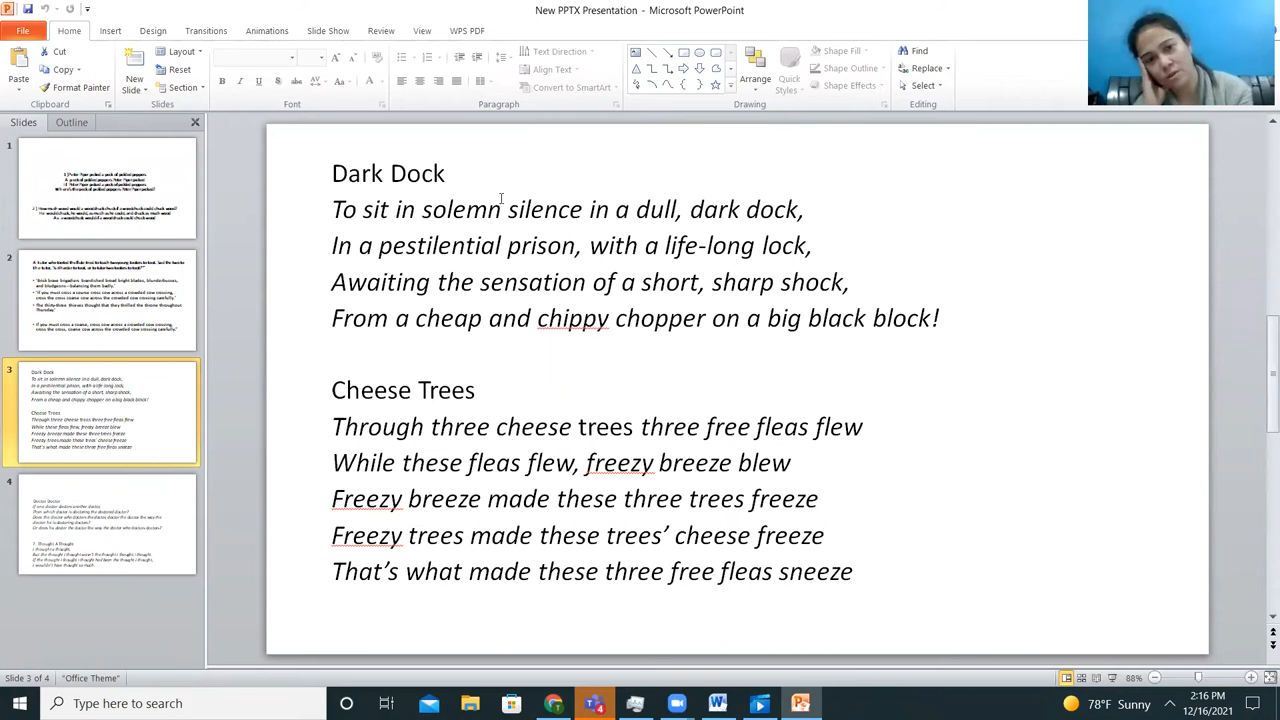 New PPTX Presentation - Microsoft PowerPoint
File Home Insert Design Transitions Animations Slide Show Review View WPS PDF
Cut
Copy
Format Painter
Paste
Clipboard
New Slide
Layout
Reset
Section
Slides
Font
Text Direction
Align Text
Convert to SmartArt
Paragraph
Arrange
Quick Styles
Shape Fill
Shape Outline
Shape Effects
Drawing
Find
Replace
Select
Editing
Slides Outline
1
2
3
4
Dark Dock
To sit in solemn silence in a dull, dark dock,
In a pestilential prison, with a life-long lock,
Awaiting the sensation of a short, sharp shock,
From a cheap and chippy chopper on a big black block!
Cheese Trees
Through three cheese trees three free fleas flew
While these fleas flew, freezy breeze blew
Freezy breeze made these three trees freeze
Freezy trees made these trees’ cheese freeze
That’s what made these three free fleas sneeze
Slide 3 of 4 "Office Theme" 88%
Type here to search
78°F Sunny
2:16 PM
12/16/2021